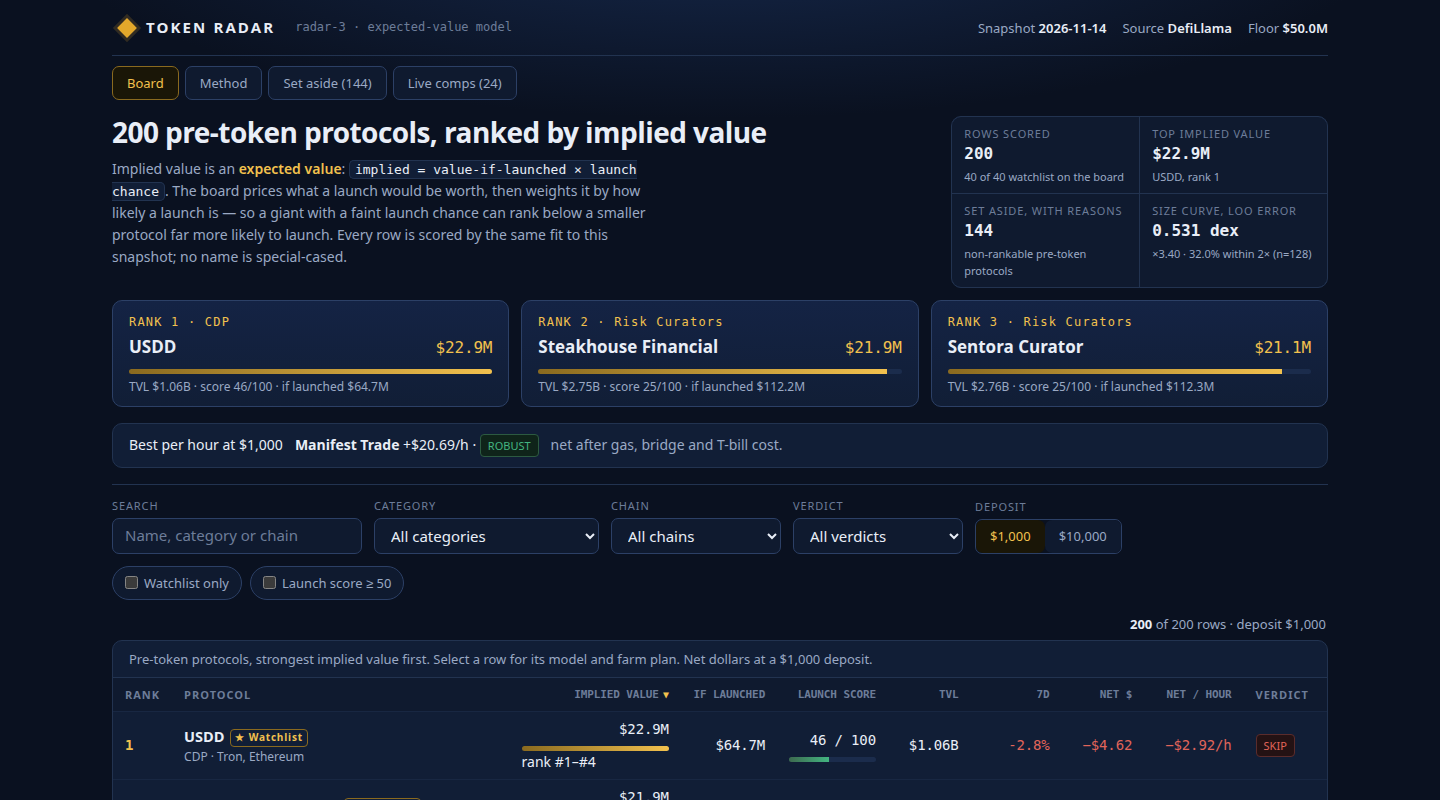 TOKEN RADAR radar-3 · expected-value model Snapshot 2026-11-14 Source DefiLlama Floor $50.0M
Board Method Set aside (144) Live comps (24)
200 pre-token protocols, ranked by implied value
Implied value is an expected value: implied = value-if-launched × launch
chance. The board prices what a launch would be worth, then weights it by how
likely a launch is — so a giant with a faint launch chance can rank below a smaller
protocol far more likely to launch. Every row is scored by the same fit to this
snapshot; no name is special-cased.
ROWS SCORED
200
40 of 40 watchlist on the board
TOP IMPLIED VALUE
$22.9M
USDD, rank 1
SET ASIDE, WITH REASONS
144
non-rankable pre-token
protocols
SIZE CURVE, LOO ERROR
0.531 dex
×3.40 · 32.0% within 2× (n=128)
RANK 1 · CDP
USDD $22.9M
TVL $1.06B · score 46/100 · if launched $64.7M
RANK 2 · Risk Curators
Steakhouse Financial $21.9M
TVL $2.75B · score 25/100 · if launched $112.2M
RANK 3 · Risk Curators
Sentora Curator $21.1M
TVL $2.76B · score 25/100 · if launched $112.3M
Best per hour at $1,000 Manifest Trade +$20.69/h · ROBUST net after gas, bridge and T-bill cost.
SEARCH CATEGORY CHAIN VERDICT DEPOSIT
Name, category or chain All categories All chains All verdicts $1,000 $10,000
Watchlist only Launch score ≥ 50
200 of 200 rows · deposit $1,000
Pre-token protocols, strongest implied value first. Select a row for its model and farm plan. Net dollars at a $1,000 deposit.
RANK PROTOCOL IMPLIED VALUE ▼ IF LAUNCHED LAUNCH SCORE TVL 7D NET $ NET / HOUR VERDICT
1 USDD ★ Watchlist $22.9M $64.7M 46 / 100 $1.06B -2.8% −$4.62 −$2.92/h SKIP
CDP · Tron, Ethereum rank #1–#4
$21.9M